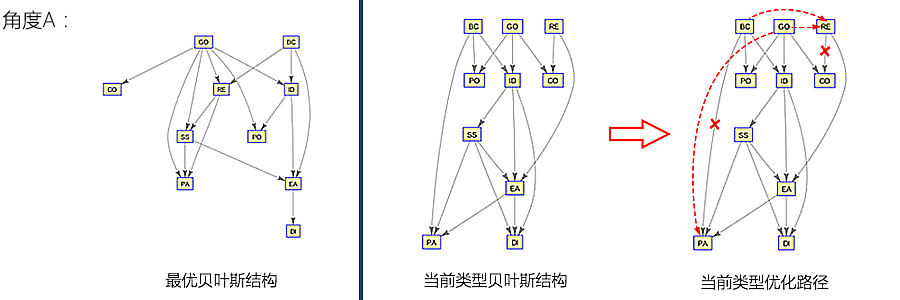 角度A：
GO BC
CO RE ID
SS PO
PA EA
DI
最优贝叶斯结构
BC GO RE
PO ID CO
SS
EA
PA DI
当前类型贝叶斯结构
BC GO RE
PO ID CO
SS
EA
PA DI
当前类型优化路径